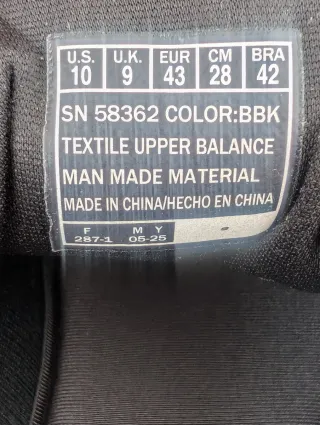 U.S. U.K. EUR CM BRA
10 9 43 28 42
SN 58362 COLOR:BBK
TEXTILE UPPER BALANCE
MAN MADE MATERIAL
MADE IN CHINA/HECHO EN CHINA
F M Y
287-1 05-25